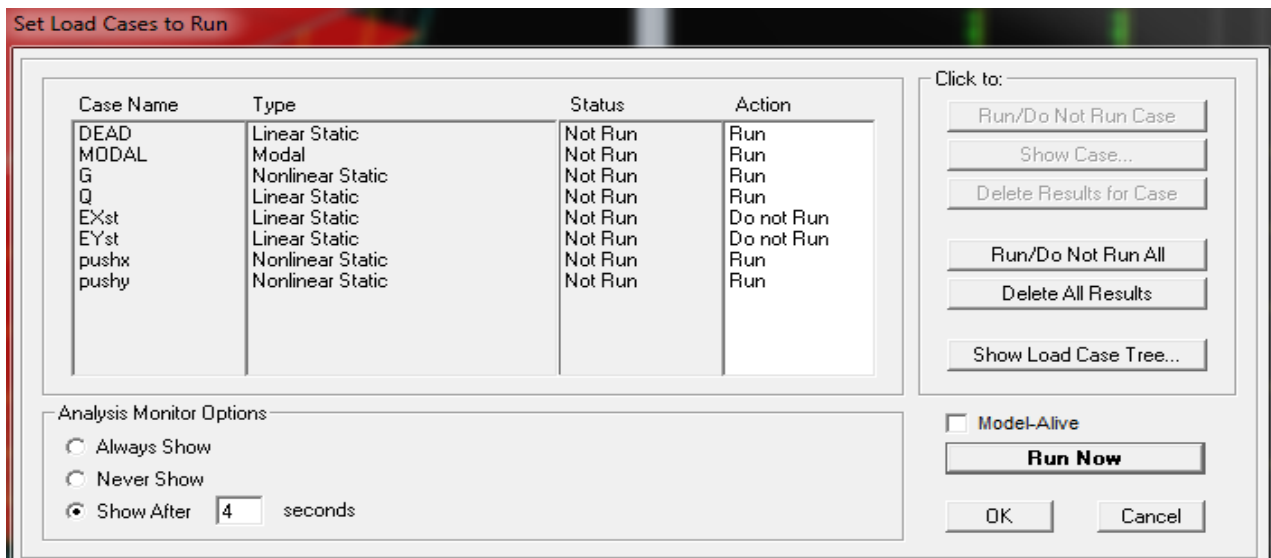 Set Load Cases to Run
Click to:
Case Name Type Status Action
DEAD Linear Static Not Run Run
MODAL Modal Not Run Run
G Nonlinear Static Not Run Run
Q Linear Static Not Run Run
EXst Linear Static Not Run Do not Run
EYst Linear Static Not Run Do not Run
pushx Nonlinear Static Not Run Run
pushy Nonlinear Static Not Run Run
Run/Do Not Run Case
Show Case...
Delete Results for Case
Run/Do Not Run All
Delete All Results
Show Load Case Tree...
Analysis Monitor Options
Always Show
Never Show
Show After 4 seconds
Model-Alive
Run Now
OK Cancel